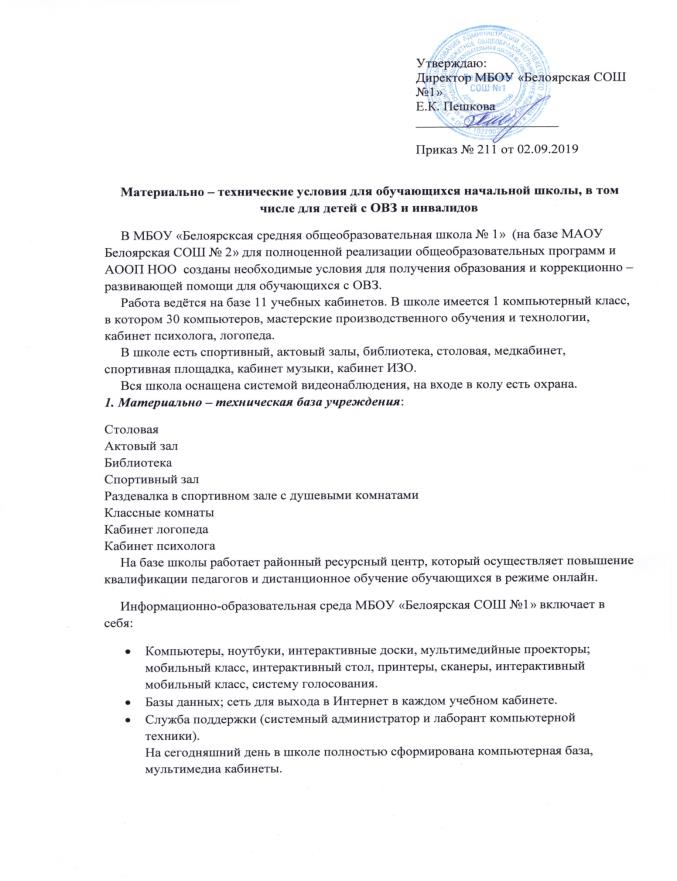 Утверждаю:
Директор МБОУ «Белоярская СОШ
№1»
Е.К. Пешкова
Приказ № 211 от 02.09.2019
Материально – технические условия для обучающихся начальной школы, в том
числе для детей с ОВЗ и инвалидов
В МБОУ «Белоярсксая средняя общеобразовательная школа № 1» (на базе МАОУ
Белоярская СОШ № 2» для полноценной реализации общеобразовательных программ и
АООП НОО созданы необходимые условия для получения образования и коррекционно –
развивающей помощи для обучающихся с ОВЗ.
Работа ведётся на базе 11 учебных кабинетов. В школе имеется 1 компьютерный класс,
в котором 30 компьютеров, мастерские производственного обучения и технологии,
кабинет психолога, логопеда.
В школе есть спортивный, актовый залы, библиотека, столовая, медкабинет,
спортивная площадка, кабинет музыки, кабинет ИЗО.
Вся школа оснащена системой видеонаблюдения, на входе в колу есть охрана.
1. Материально – техническая база учреждения:
Столовая
Актовый зал
Библиотека
Спортивный зал
Раздевалка в спортивном зале с душевыми комнатами
Классные комнаты
Кабинет логопеда
Кабинет психолога
На базе школы работает районный ресурсный центр, который осуществляет повышение
квалификации педагогов и дистанционное обучение обучающихся в режиме онлайн.
Информационно-образовательная среда МБОУ «Белоярская СОШ №1» включает в
себя:
• Компьютеры, ноутбуки, интерактивные доски, мультимедийные проекторы;
мобильный класс, интерактивный стол, принтеры, сканеры, интерактивный
мобильный класс, систему голосования.
• Базы данных; сеть для выхода в Интернет в каждом учебном кабинете.
• Служба поддержки (системный администратор и лаборант компьютерной
техники).
На сегодняшний день в школе полностью сформирована компьютерная база,
мультимедиа кабинеты.